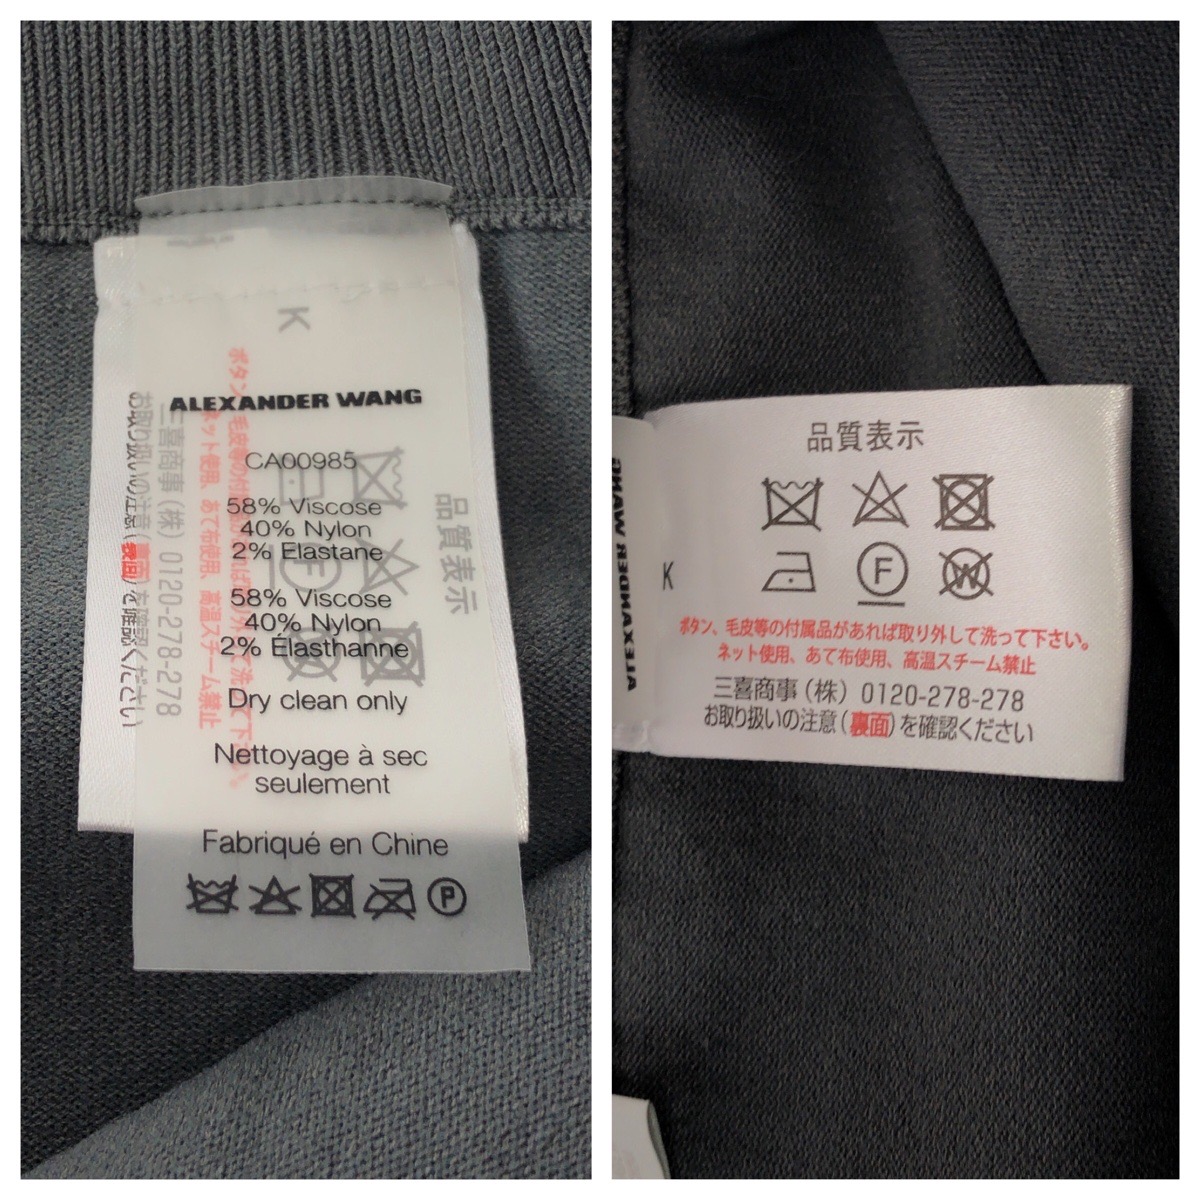 K
ALEXANDER WANG
CA00985
58% Viscose
40% Nylon
2% Elastane
58% Viscose
40% Nylon
2% Élasthanne
Dry clean only
Nettoyage à sec
seulement
Fabriqué en Chine
P
品質表示
F
W
K
ALEXANDER WANG
ボタン、毛皮等の付属品があれば取り外して洗って下さい。
ネット使用、あて布使用、高温スチーム禁止
三喜商事（株）0120-278-278
お取り扱いの注意（裏面）を確認ください